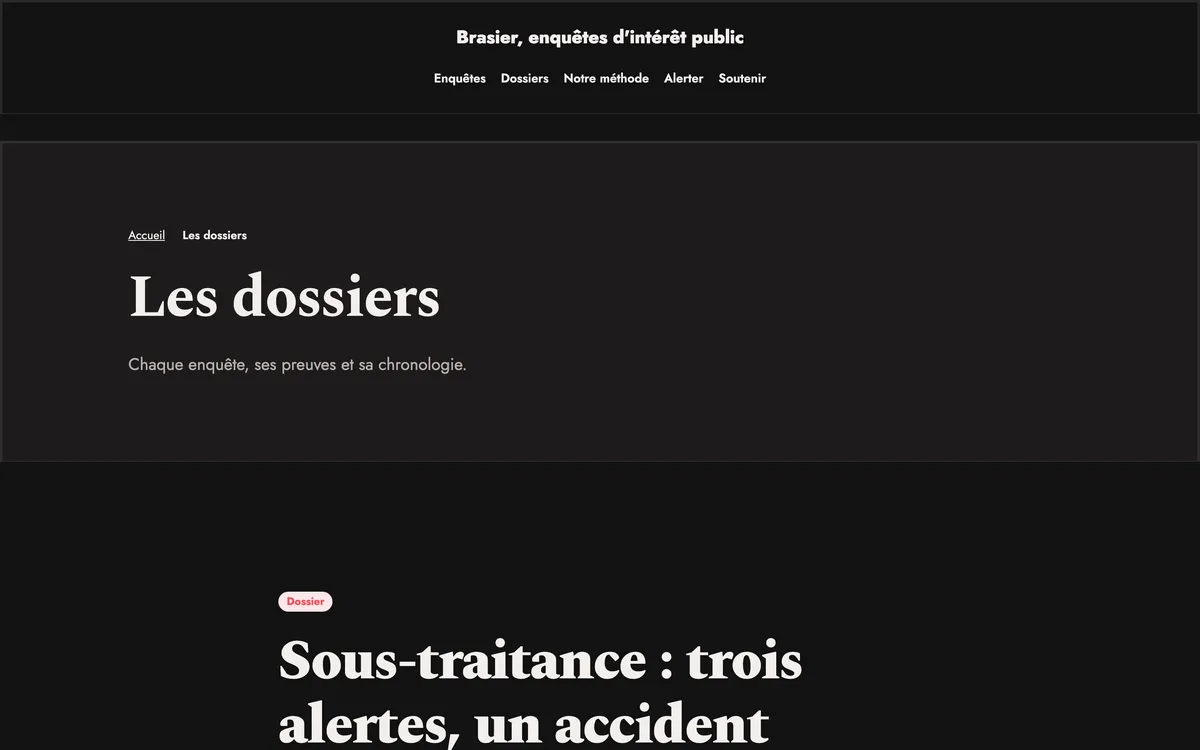 Brasier, enquêtes d’intérêt public
Enquêtes Dossiers Notre méthode Alerter Soutenir
Accueil Les dossiers
Les dossiers
Chaque enquête, ses preuves et sa chronologie.
Dossier
Sous-traitance : trois
alertes, un accident